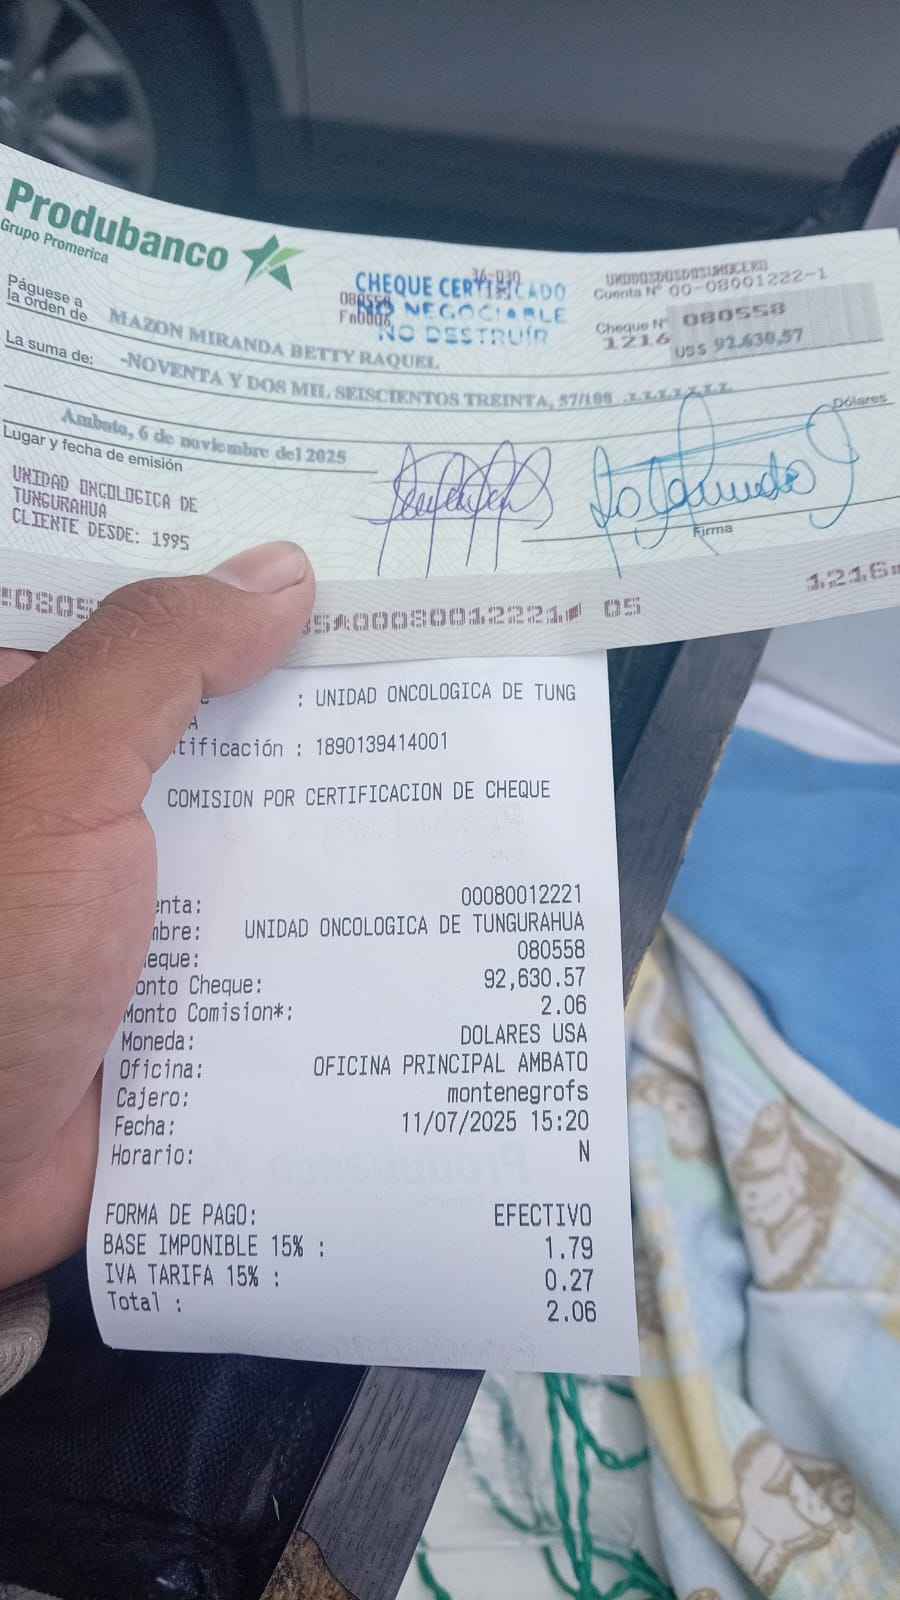 Produbanco
Grupo Promerica
CHEQUE CERTIFICADO
NO NEGOCIABLE
NO DESTRUÍR
Cuenta Nº 00-08001222-1
Cheque Nº 080558
1216 US$ 92.630,57
Páguese a
la orden de MAZON MIRANDA BETTY RAQUEL
La suma de: -NOVENTA Y DOS MIL SEISCIENTOS TREINTA, 57/100
Dólares
Ambato, 6 de noviembre del 2025
Lugar y fecha de emisión
UNIDAD ONCOLOGICA DE
TUNGURAHUA
CLIENTE DESDE: 1995
Firma
00080012221 05 1216
: UNIDAD ONCOLOGICA DE TUNG
A
tificación : 1890139414001
COMISION POR CERTIFICACION DE CHEQUE
enta: 00080012221
mbre: UNIDAD ONCOLOGICA DE TUNGURAHUA
eque: 080558
onto Cheque: 92,630.57
Monto Comision*: 2.06
Moneda: DOLARES USA
Oficina: OFICINA PRINCIPAL AMBATO
Cajero: montenegrofs
Fecha: 11/07/2025 15:20
Horario: N
FORMA DE PAGO: EFECTIVO
BASE IMPONIBLE 15% : 1.79
IVA TARIFA 15% : 0.27
Total : 2.06